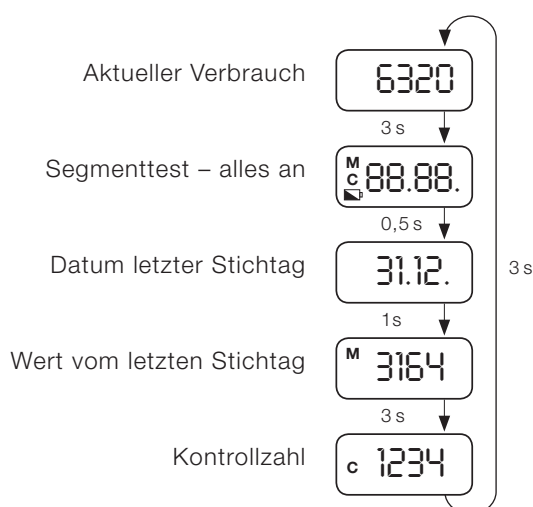 Aktueller Verbrauch 6320
3 s
Segmenttest – alles an M C 88.88.
0,5 s
Datum letzter Stichtag 31.12.
3 s
1 s
Wert vom letzten Stichtag M 3164
3 s
Kontrollzahl C 1234